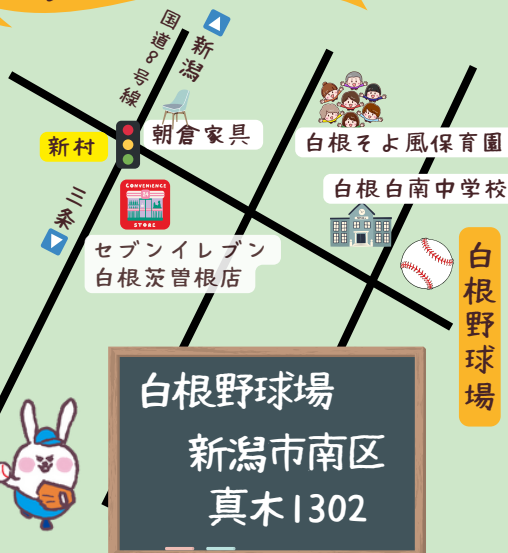 国道8号線
新潟
新村
朝倉家具
白根そよ風保育園
白根白南中学校
三条
CONVENIENCE
STORE
セブンイレブン
白根茨曽根店
白根野球場
白根野球場
新潟市南区
真木1302